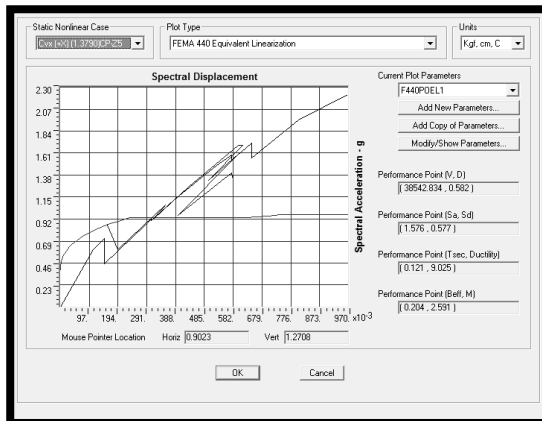 Static Nonlinear Case
Plot Type
Units
Cvx (+X) (1.3790)CP-Z5
FEMA 440 Equivalent Linearization
Kgf, cm, C
Spectral Displacement
Current Plot Parameters
F440POEL1
Add New Parameters...
Add Copy of Parameters...
Modify/Show Parameters...
2.30
2.07
1.84
1.61
1.38
1.15
0.92
0.69
0.46
0.23
Spectral Acceleration - g
Performance Point (V, D)
( 38542.834 , 0.582 )
Performance Point (Sa, Sd)
( 1.576 , 0.577 )
Performance Point (Tsec, Ductility)
( 0.121 , 9.025 )
Performance Point (Beff, M)
( 0.204 , 2.591 )
97. 194. 291. 388. 485. 582. 679. 776. 873. 970. x10-3
Mouse Pointer Location Horiz 0.9023 Vert 1.2708
OK Cancel